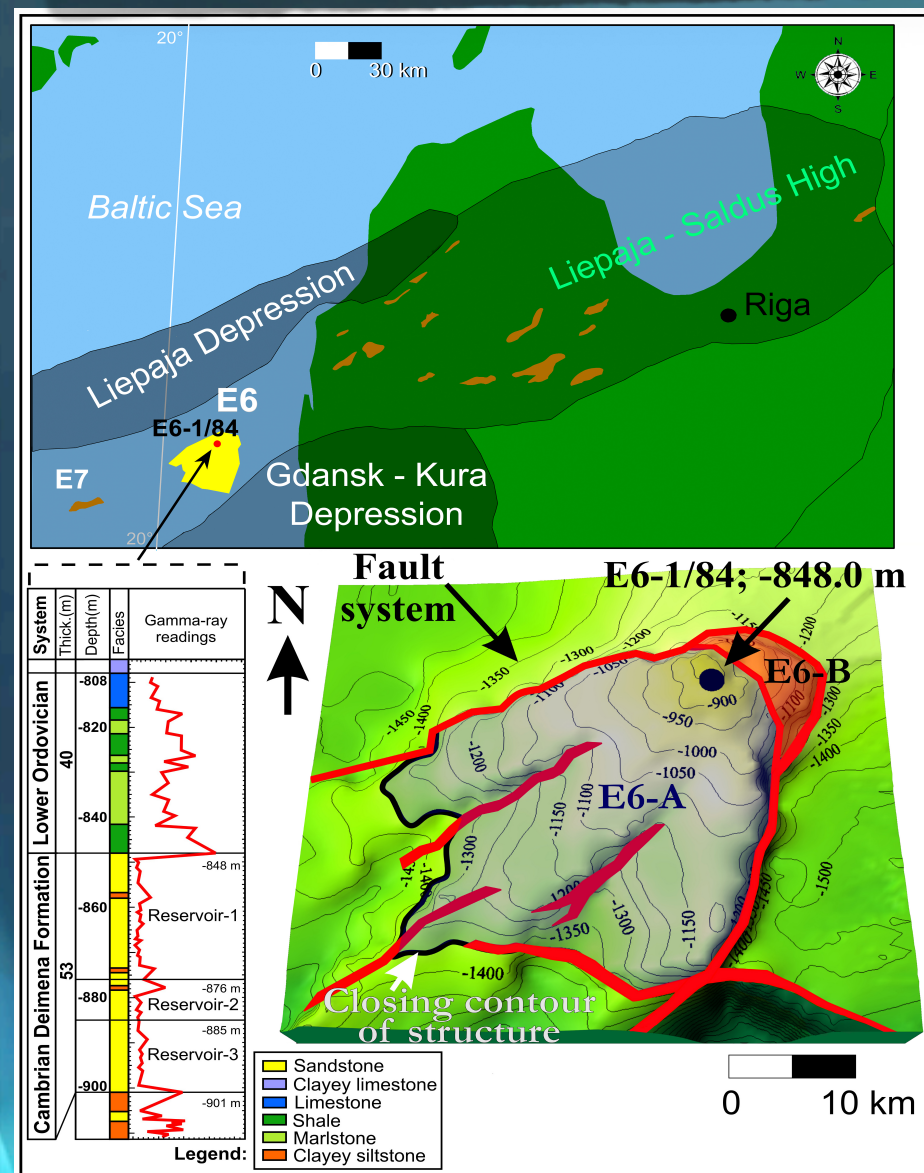 20°
0 30 km
N
W E
S
Baltic Sea
Liepaja - Saldus High
Liepaja Depression
Riga
E6
E6-1/84
E7
Gdansk - Kura
Depression
20°
System
Thick.(m)
Depth(m)
Facies
Gamma-ray
readings
Lower Ordovician
40
-808
-820
-840
Cambrian Deimena Formation
53
-848 m
-860
Reservoir-1
-876 m
-880
Reservoir-2
-885 m
Reservoir-3
-900
-901 m
Legend:
Sandstone
Clayey limestone
Limestone
Shale
Marlstone
Clayey siltstone
N
Fault
system
E6-1/84; -848.0 m
E6-B
E6-A
-1200
-1200
-1300
-1050
-1350
-1100
-1450
-1400
-900
-950
-1100
-1300
-1350
-1400
-1000
-1050
-1200
-1100
-1150
-1300
-1200
-1300
-1350
-1150
-1450
-1500
-1400
-1400
Closing contour
of structure
0 10 km